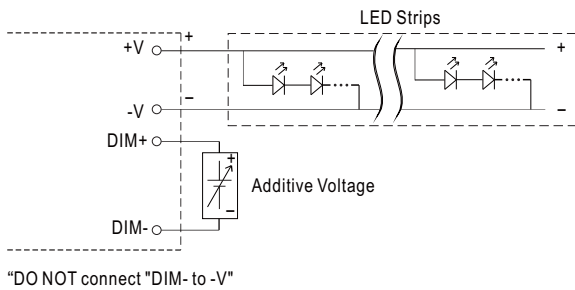 LED Strips
+V + +
-V – –
DIM+
+
Additive Voltage
–
DIM-
“DO NOT connect "DIM- to -V"